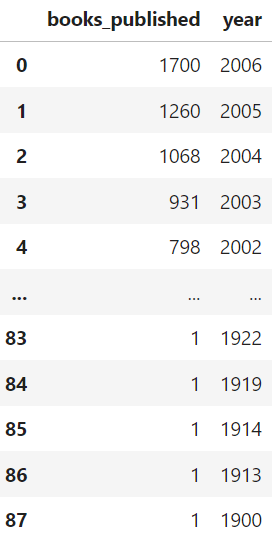 books_published year
0 1700 2006
1 1260 2005
2 1068 2004
3 931 2003
4 798 2002
... ... ...
83 1 1922
84 1 1919
85 1 1914
86 1 1913
87 1 1900